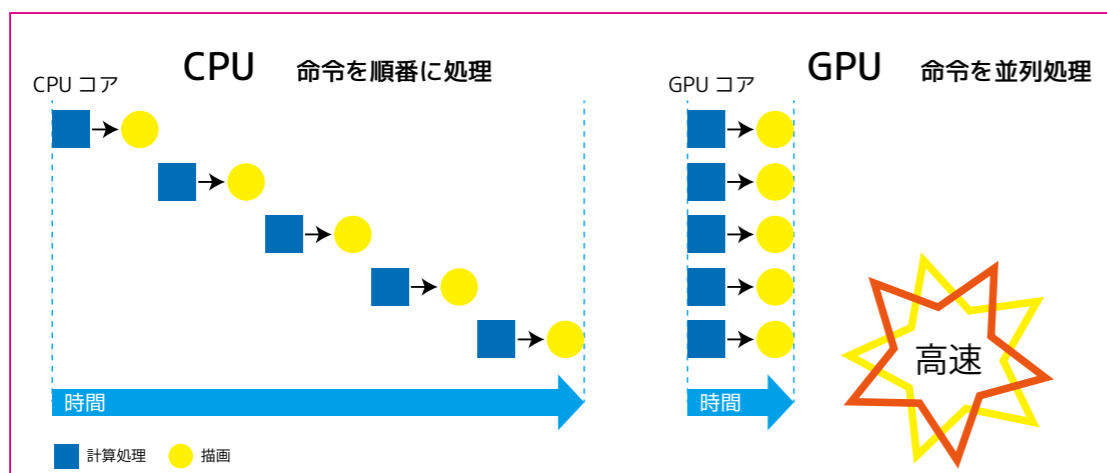 CPU 命令を順番に処理
CPU コア
時間
GPU 命令を並列処理
GPU コア
時間
高速
計算処理 描画